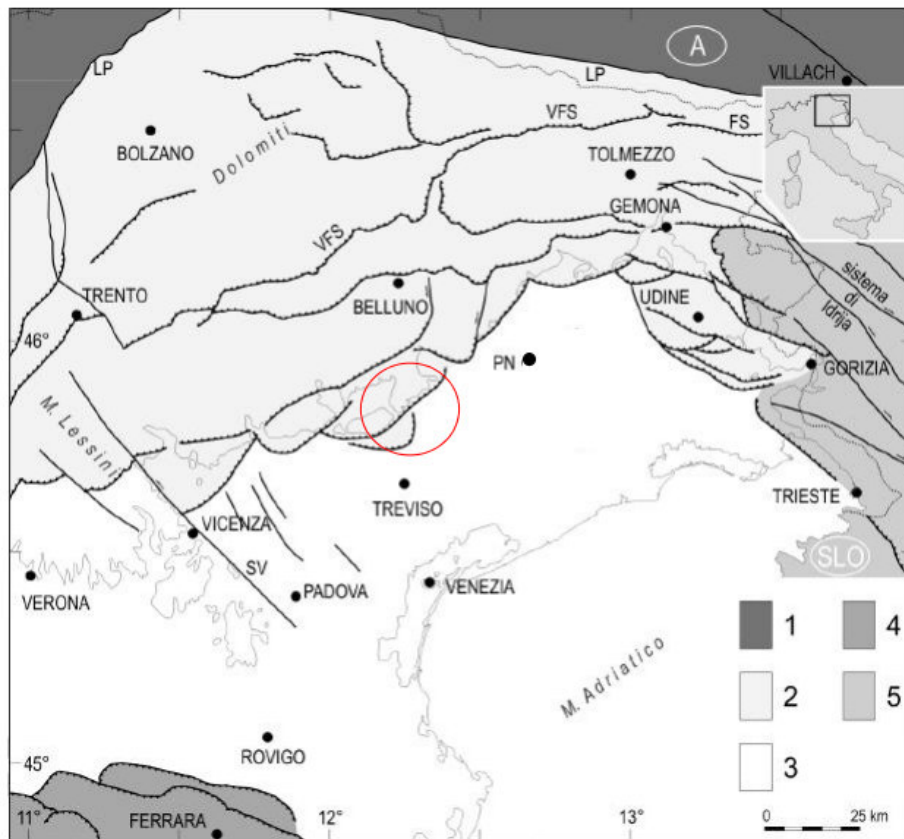 A
LP
LP
VILLACH
VFS
FS
BOLZANO
Dolomiti
TOLMEZZO
GEMONA
VFS
sistema
di
Idrija
TRENTO
BELLUNO
UDINE
46°
PN
GORIZIA
M. Lessini
TREVISO
TRIESTE
VICENZA
SV
SLO
VERONA
PADOVA
VENEZIA
1
4
M. Adriatico
2
5
ROVIGO
3
45°
11°
12°
13°
0 25 km
FERRARA